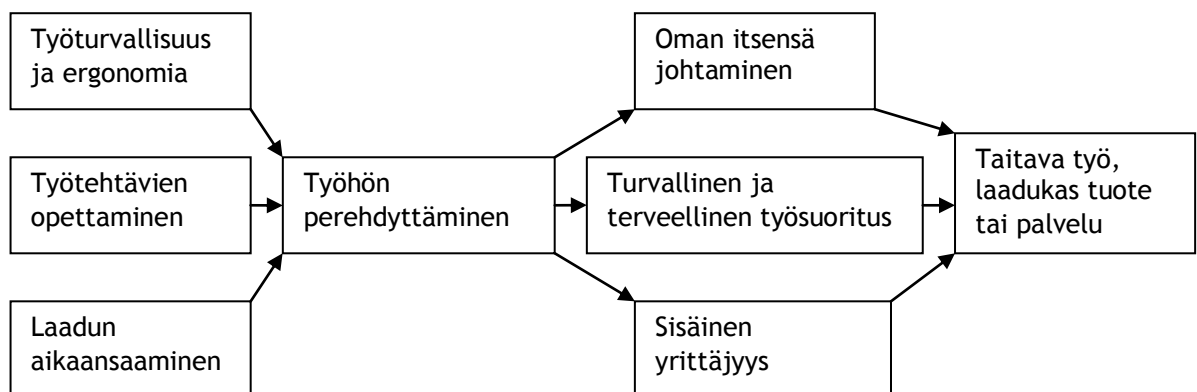 Työturvallisuus
ja ergonomia
Työtehtävien
opettaminen
Laadun
aikaansaaminen
Työhön
perehdyttäminen
Oman itsensä
johtaminen
Turvallinen ja
terveellinen työsuoritus
Sisäinen
yrittäjyys
Taitava työ,
laadukas tuote
tai palvelu